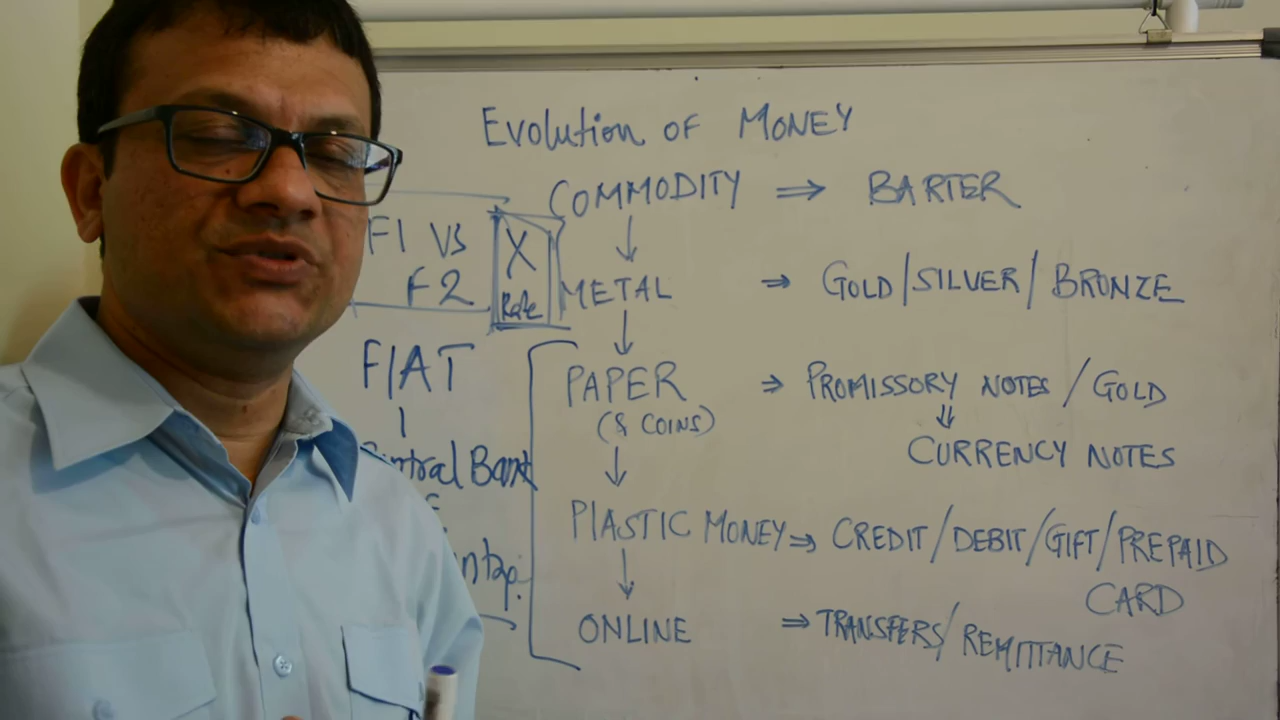 Evolution OF MONEY
COMMODITY ⇒ BARTER
METAL ⇒ GOLD/SILVER/BRONZE
PAPER ⇒ PROMISSORY NOTES / GOLD
(& COINS)
CURRENCY NOTES
PLASTIC MONEY ⇒ CREDIT/DEBIT/GIFT/PREPAID
CARD
ONLINE ⇒ TRANSFERS/REMITTANCE
F1 VS
F2
X
Rate
FIAT
Bank